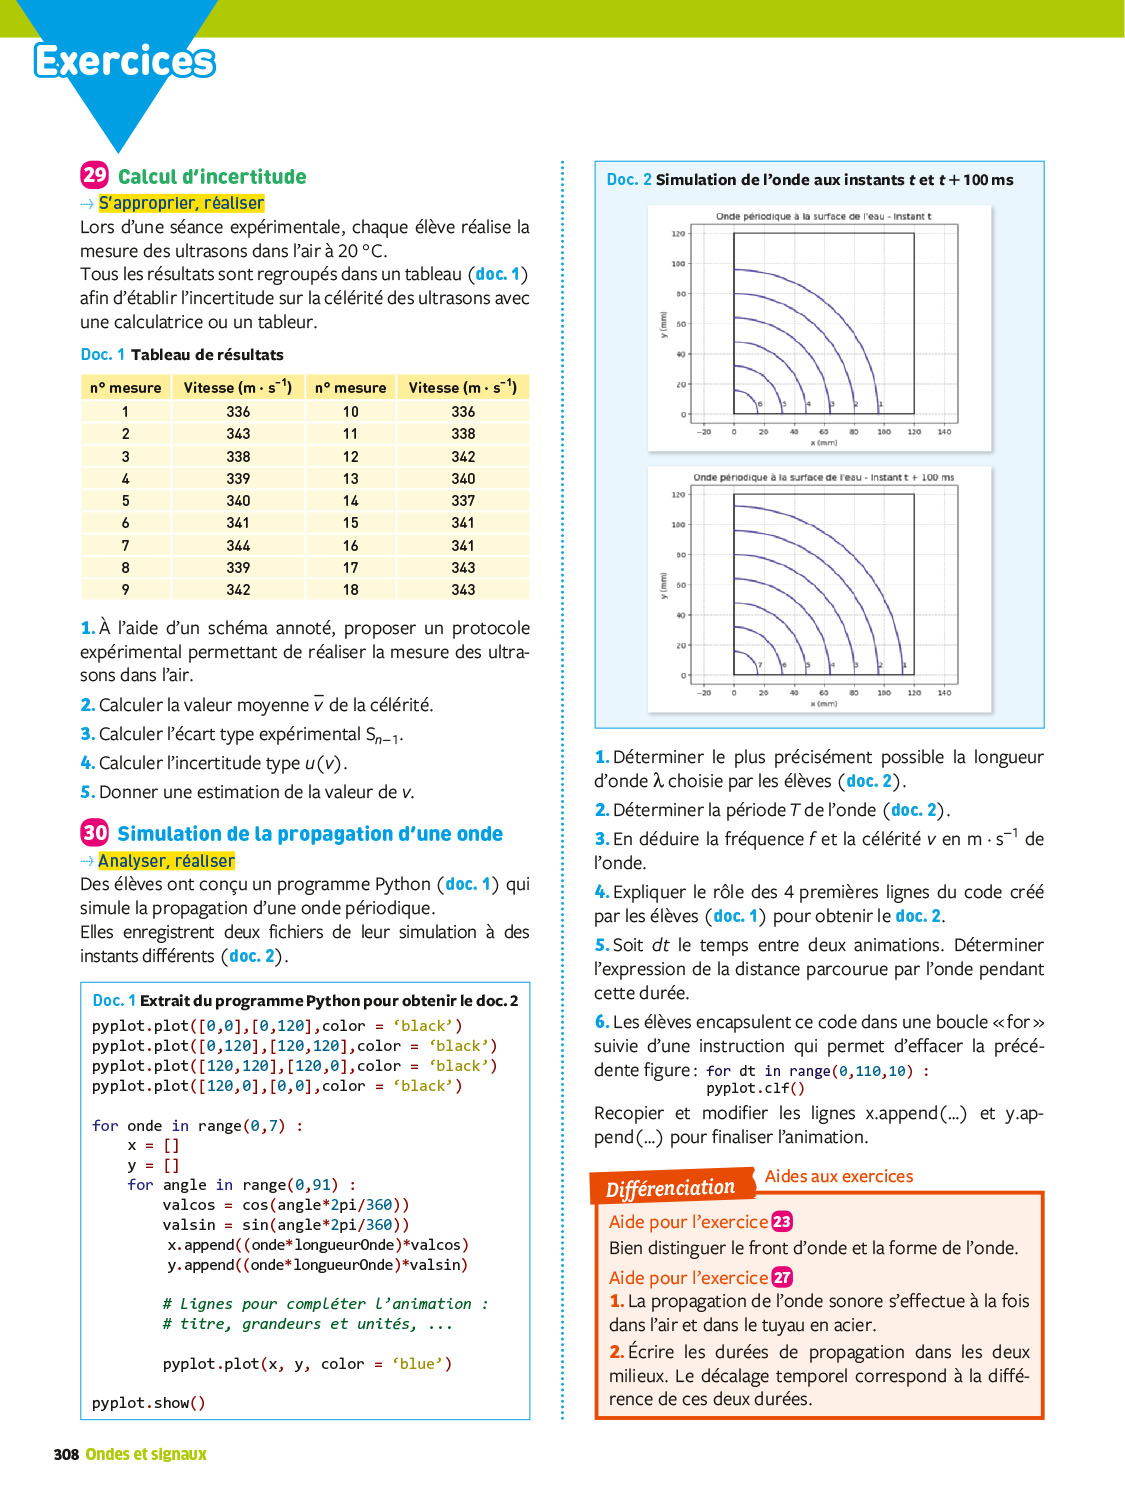 Exercices
29 Calcul d'incertitude
→ S'approprier, réaliser
Lors d'une séance expérimentale, chaque élève réalise la
mesure des ultrasons dans l'air à 20 °C.
Tous les résultats sont regroupés dans un tableau (doc. 1)
afin d'établir l'incertitude sur la célérité des ultrasons avec
une calculatrice ou un tableur.
Doc. 1 Tableau de résultats
n° mesure Vitesse (m · s⁻¹) n° mesure Vitesse (m · s⁻¹)
1 336 10 336
2 343 11 338
3 338 12 342
4 339 13 340
5 340 14 337
6 341 15 341
7 344 16 341
8 339 17 343
9 342 18 343
1. À l'aide d'un schéma annoté, proposer un protocole
expérimental permettant de réaliser la mesure des ultra-
sons dans l'air.
2. Calculer la valeur moyenne v̅ de la célérité.
3. Calculer l'écart type expérimental Sₙ₋₁.
4. Calculer l'incertitude type u(v).
5. Donner une estimation de la valeur de v.
30 Simulation de la propagation d'une onde
→ Analyser, réaliser
Des élèves ont conçu un programme Python (doc. 1) qui
simule la propagation d'une onde périodique.
Elles enregistrent deux fichiers de leur simulation à des
instants différents (doc. 2).
Doc. 1 Extrait du programme Python pour obtenir le doc. 2
pyplot.plot([0,0],[0,120],color = 'black')
pyplot.plot([0,120],[120,120],color = 'black')
pyplot.plot([120,120],[120,0],color = 'black')
pyplot.plot([120,0],[0,0],color = 'black')
for onde in range(0,7) :
x = []
y = []
for angle in range(0,91) :
valcos = cos(angle*2pi/360))
valsin = sin(angle*2pi/360))
x.append((onde*longueurOnde)*valcos)
y.append((onde*longueurOnde)*valsin)
# Lignes pour compléter l'animation :
# titre, grandeurs et unités, ...
pyplot.plot(x, y, color = 'blue')
pyplot.show()
Doc. 2 Simulation de l'onde aux instants t et t + 100 ms
Onde périodique à la surface de l'eau - Instant t
120
100
80
60
40
20
0
y (mm)
6 5 4 3 2 1
-20 0 20 40 60 80 100 120 140
x (mm)
Onde périodique à la surface de l'eau - Instant t + 100 ms
120
100
80
60
40
20
0
y (mm)
7 6 5 4 3 2 1
-20 0 20 40 60 80 100 120 140
x (mm)
1. Déterminer le plus précisément possible la longueur
d'onde λ choisie par les élèves (doc. 2).
2. Déterminer la période T de l'onde (doc. 2).
3. En déduire la fréquence f et la célérité v en m · s⁻¹ de
l'onde.
4. Expliquer le rôle des 4 premières lignes du code créé
par les élèves (doc. 1) pour obtenir le doc. 2.
5. Soit dt le temps entre deux animations. Déterminer
l'expression de la distance parcourue par l'onde pendant
cette durée.
6. Les élèves encapsulent ce code dans une boucle « for »
suivie d'une instruction qui permet d'effacer la précé-
dente figure : for dt in range(0,110,10) :
pyplot.clf()
Recopier et modifier les lignes x.append(...) et y.ap-
pend(...) pour finaliser l'animation.
Différenciation Aides aux exercices
Aide pour l'exercice 23
Bien distinguer le front d'onde et la forme de l'onde.
Aide pour l'exercice 27
1. La propagation de l'onde sonore s'effectue à la fois
dans l'air et dans le tuyau en acier.
2. Écrire les durées de propagation dans les deux
milieux. Le décalage temporel correspond à la diffé-
rence de ces deux durées.
308 Ondes et signaux